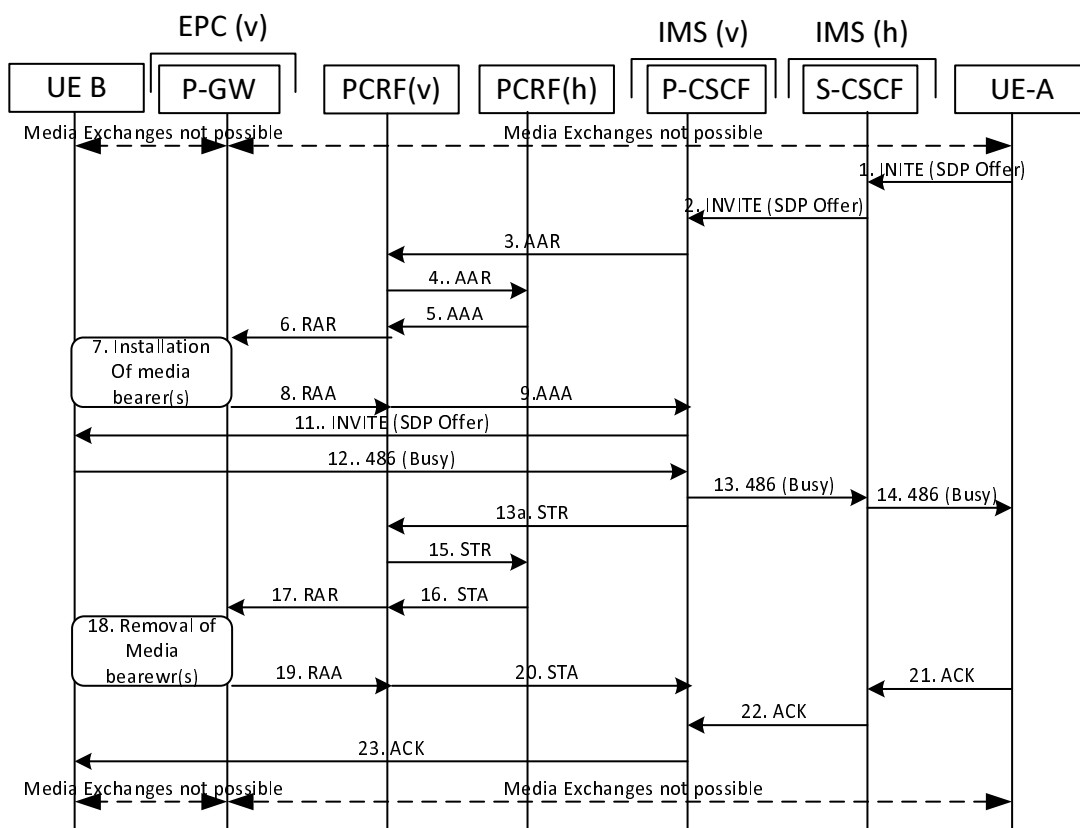 EPC (v)
IMS (v)
IMS (h)
UE B
P-GW
PCRF(v)
PCRF(h)
P-CSCF
S-CSCF
UE-A
Media Exchanges not possible
Media Exchanges not possible
1. INITE (SDP Offer)
2. INVITE (SDP Offer)
3. AAR
4.. AAR
5. AAA
6. RAR
7. Installation
Of media
bearer(s)
8. RAA
9.AAA
11.. INVITE (SDP Offer)
12.. 486 (Busy)
13. 486 (Busy)
14. 486 (Busy)
13a. STR
15. STR
16. STA
17. RAR
18. Removal of
Media
bearewr(s)
19. RAA
20. STA
21. ACK
22. ACK
23. ACK
Media Exchanges not possible
Media Exchanges not possible